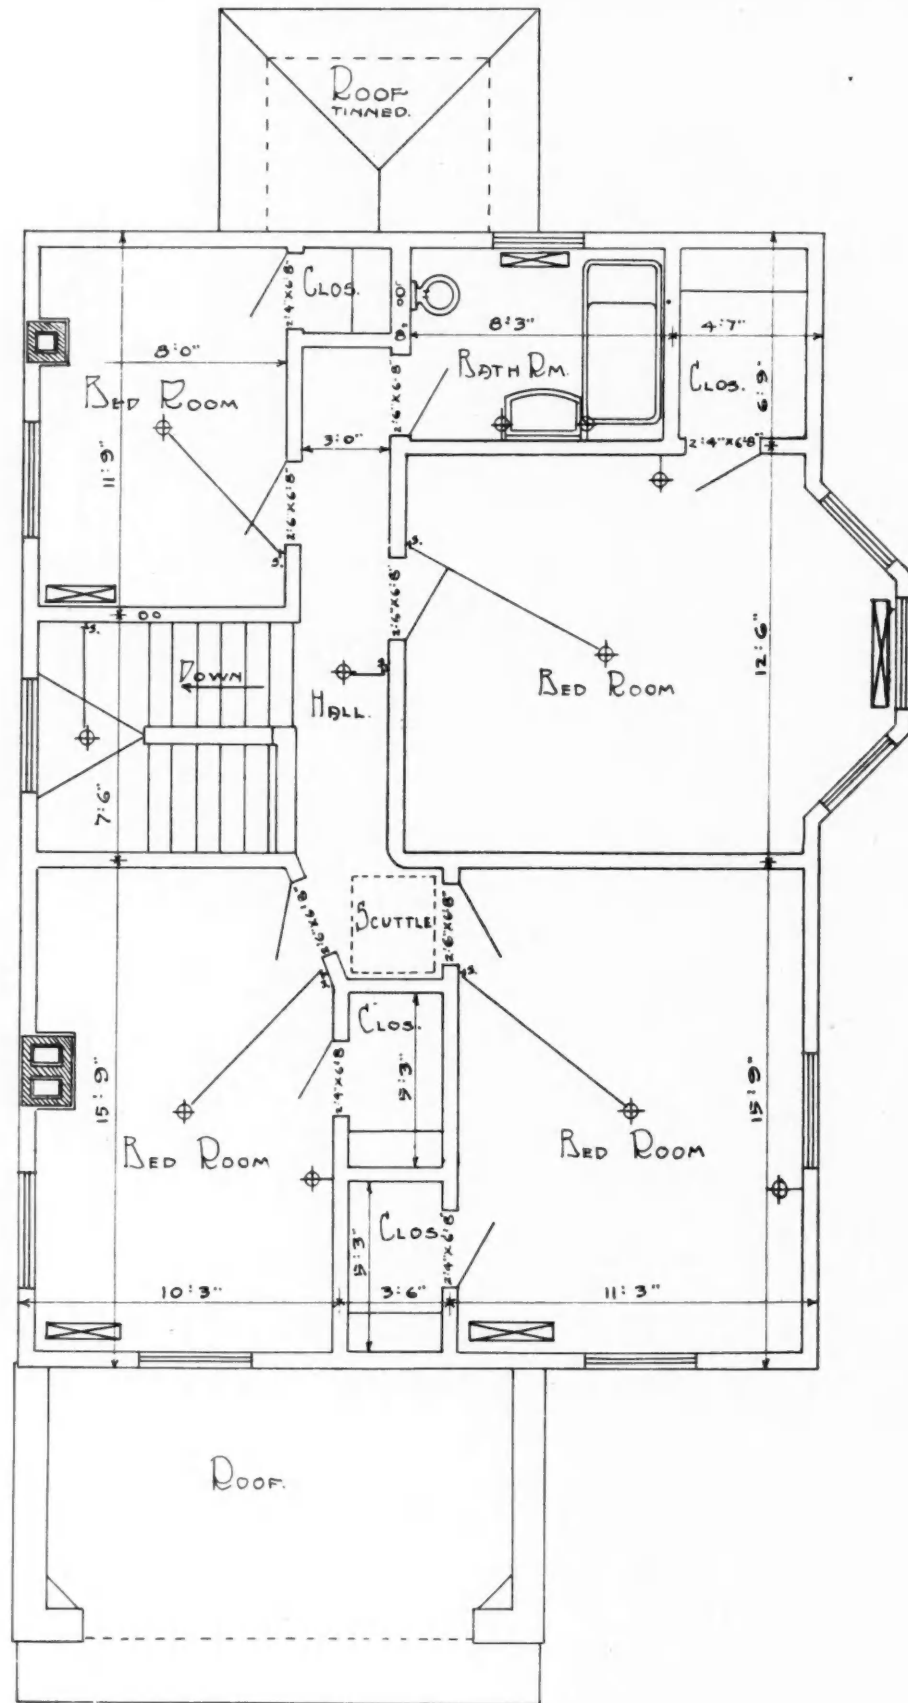 ROOF
TINNED.
CLOS.
2'4"X6'8"
00
8'3"
4'7"
8'0"
BATH RM.
CLOS.
6'9"
BED ROOM
2'6"X6'8"
3'0"
2'4"X6'8"
11'9"
2'6"X6'8"
S.
S.
2'6"X6'8"
00
S.
DOWN
S.
HALL.
BED ROOM
12'6"
7'6"
2'6"X6'8"
SCUTTLE
2'6"X6'8"
S.
S.
CLOS.
2'4"X6'8"
5'3"
15'9"
15'9"
BED ROOM
BED ROOM
CLOS.
5'3"
2'4"X6'8"
10'3"
3'6"
11'3"
ROOF.